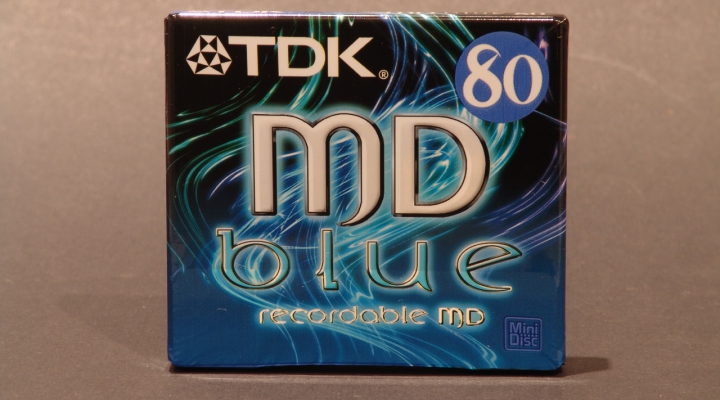 TDK®
80
MD
blue
recordable MD
Mini
Disc